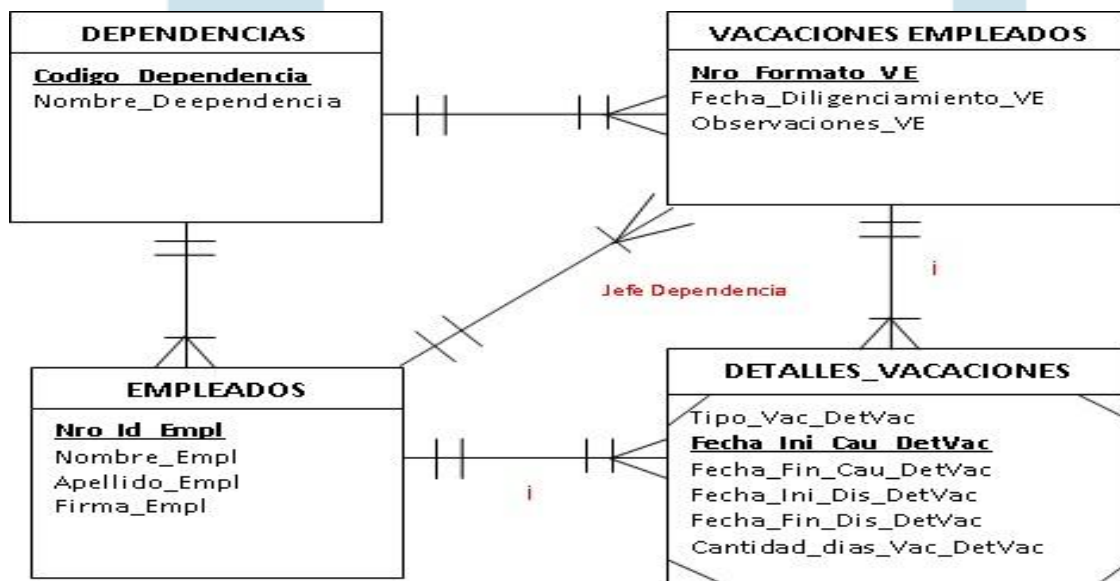 DEPENDENCIAS
Codigo_Dependencia
Nombre_Deependencia
VACACIONES EMPLEADOS
Nro_Formato_VE
Fecha_Diligenciamiento_VE
Observaciones_VE
Jefe Dependencia
i
EMPLEADOS
Nro_Id_Empl
Nombre_Empl
Apellido_Empl
Firma_Empl
i
DETALLES_VACACIONES
Tipo_Vac_DetVac
Fecha_Ini_Cau_DetVac
Fecha_Fin_Cau_DetVac
Fecha_Ini_Dis_DetVac
Fecha_Fin_Dis_DetVac
Cantidad_dias_Vac_DetVac